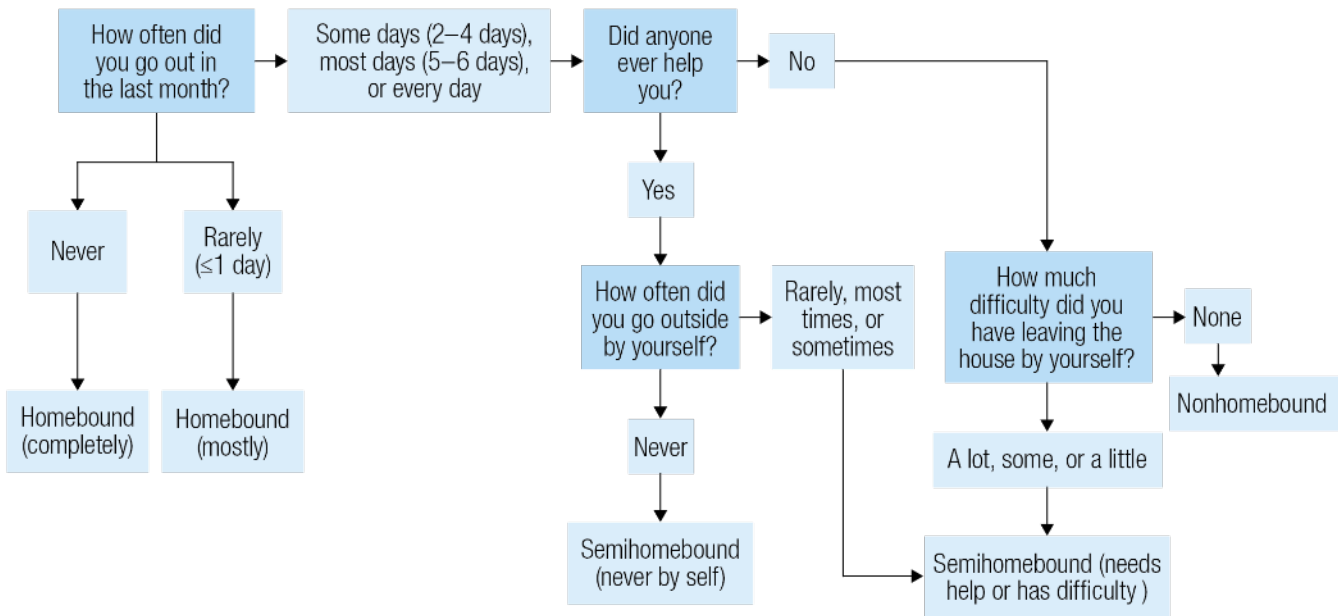 How often did
you go out in
the last month?
Some days (2–4 days),
most days (5–6 days),
or every day
Did anyone
ever help
you?
No
Yes
Never
Rarely
(≤1 day)
How often did
you go outside
by yourself?
Rarely, most
times, or
sometimes
How much
difficulty did you
have leaving the
house by yourself?
None
Nonhomebound
Homebound
(completely)
Homebound
(mostly)
Never
A lot, some, or a little
Semihomebound
(never by self)
Semihomebound (needs
help or has difficulty )